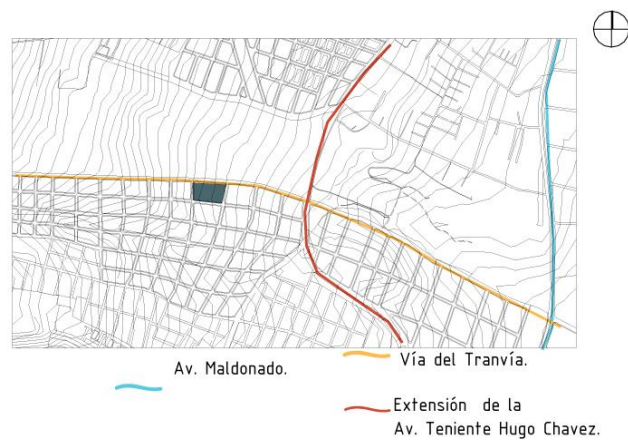 Av. Maldonado.
Vía del Tranvía.
Extensión de la
Av. Teniente Hugo Chavez.